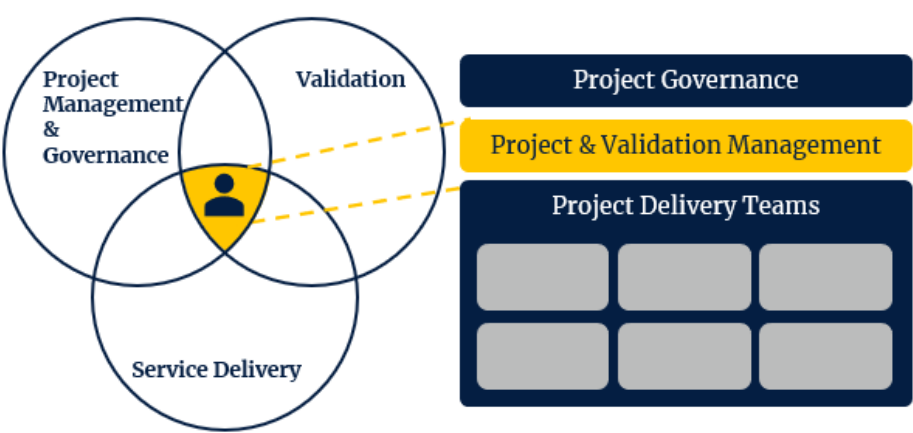 Project
Management
&
Governance
Validation
Service Delivery
Project Governance
Project & Validation Management
Project Delivery Teams